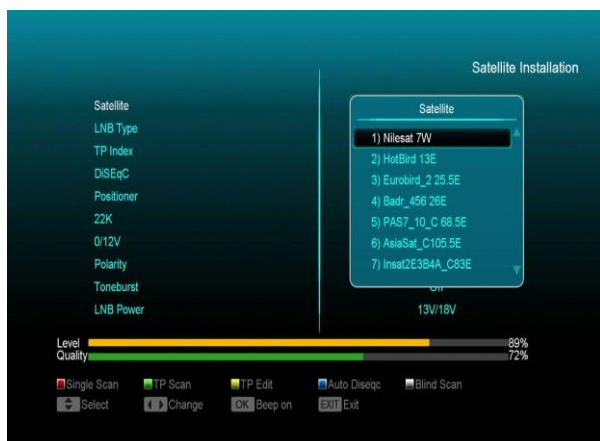 Satellite Installation
Satellite
LNB Type
TP Index
DiSEqC
Positioner
22K
0/12V
Polarity
Toneburst
LNB Power
Satellite
1) Nilesat 7W
2) HotBird 13E
3) Eurobird_2 25.5E
4) Badr_456 26E
5) PAS7_10_C 68.5E
6) AsiaSat_C105.5E
7) Insat2E3B4A_C83E
13V/18V
Level 89%
Quality 72%
Single Scan TP Scan TP Edit Auto Diseqc Blind Scan
Select Change OK Beep on EXIT Exit